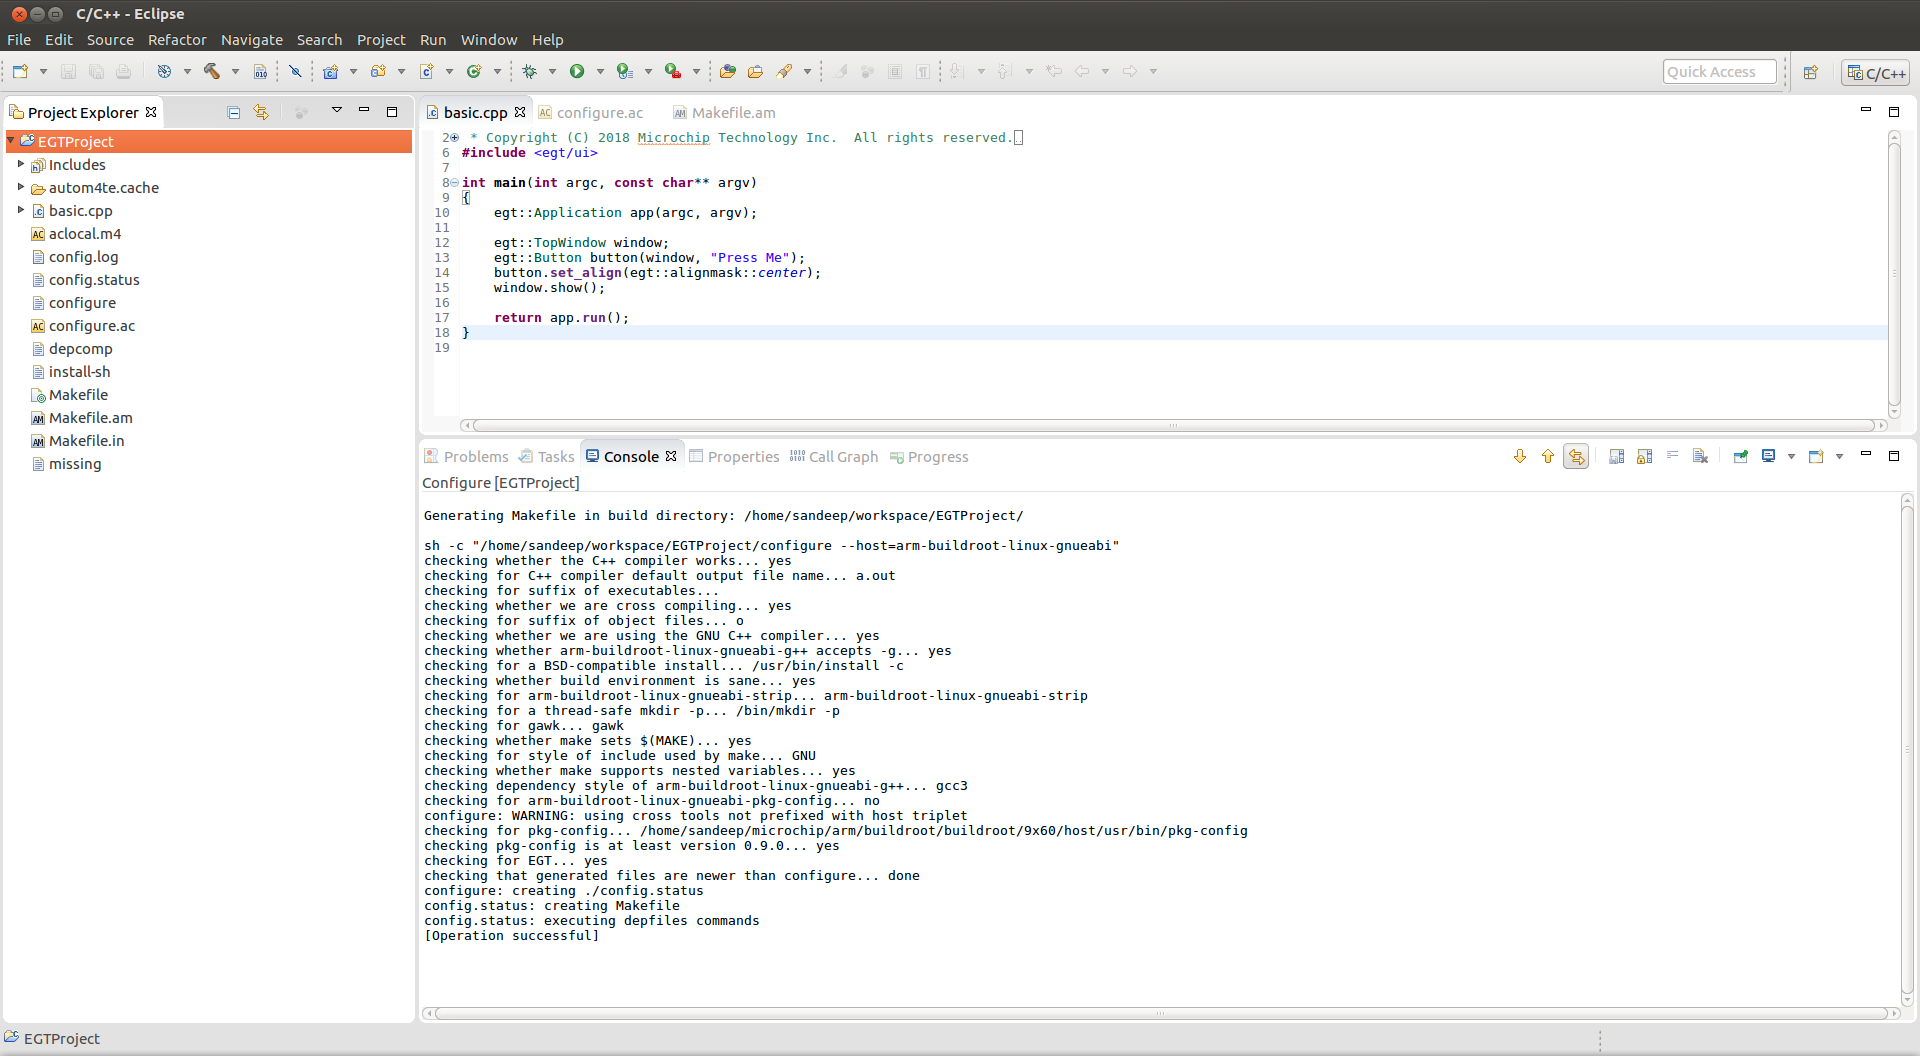 C/C++ - Eclipse
File Edit Source Refactor Navigate Search Project Run Window Help
Quick Access
C/C++
Project Explorer
EGTProject
Includes
autom4te.cache
basic.cpp
aclocal.m4
config.log
config.status
configure
configure.ac
depcomp
install-sh
Makefile
Makefile.am
Makefile.in
missing
basic.cpp configure.ac Makefile.am
2 * Copyright (C) 2018 Microchip Technology Inc.  All rights reserved.
6 #include <egt/ui>
7
8 int main(int argc, const char** argv)
9 {
10     egt::Application app(argc, argv);
11
12     egt::TopWindow window;
13     egt::Button button(window, "Press Me");
14     button.set_align(egt::alignmask::center);
15     window.show();
16
17     return app.run();
18 }
19
Problems Tasks Console Properties Call Graph Progress
Configure [EGTProject]
Generating Makefile in build directory: /home/sandeep/workspace/EGTProject/
sh -c "/home/sandeep/workspace/EGTProject/configure --host=arm-buildroot-linux-gnueabi"
checking whether the C++ compiler works... yes
checking for C++ compiler default output file name... a.out
checking for suffix of executables...
checking whether we are cross compiling... yes
checking for suffix of object files... o
checking whether we are using the GNU C++ compiler... yes
checking whether arm-buildroot-linux-gnueabi-g++ accepts -g... yes
checking for a BSD-compatible install... /usr/bin/install -c
checking whether build environment is sane... yes
checking for arm-buildroot-linux-gnueabi-strip... arm-buildroot-linux-gnueabi-strip
checking for a thread-safe mkdir -p... /bin/mkdir -p
checking for gawk... gawk
checking whether make sets $(MAKE)... yes
checking for style of include used by make... GNU
checking whether make supports nested variables... yes
checking dependency style of arm-buildroot-linux-gnueabi-g++... gcc3
checking for arm-buildroot-linux-gnueabi-pkg-config... no
configure: WARNING: using cross tools not prefixed with host triplet
checking for pkg-config... /home/sandeep/microchip/arm/buildroot/buildroot/9x60/host/usr/bin/pkg-config
checking pkg-config is at least version 0.9.0... yes
checking for EGT... yes
checking that generated files are newer than configure... done
configure: creating ./config.status
config.status: creating Makefile
config.status: executing depfiles commands
[Operation successful]
EGTProject